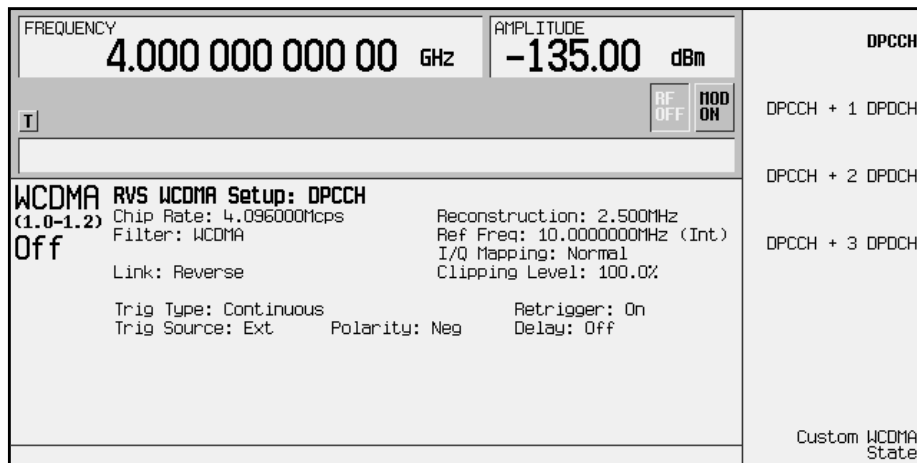 FREQUENCY
4.000 000 000 00 GHz
AMPLITUDE
-135.00 dBm
RF OFF
MOD ON
T
WCDMA
(1.0-1.2)
Off
RVS WCDMA Setup: DPCCH
Chip Rate: 4.096000Mcps
Reconstruction: 2.500MHz
Filter: WCDMA
Ref Freq: 10.0000000MHz (Int)
I/Q Mapping: Normal
Link: Reverse
Clipping Level: 100.0%
Trig Type: Continuous
Retrigger: On
Trig Source: Ext
Polarity: Neg
Delay: Off
DPCCH
DPCCH + 1 DPDCH
DPCCH + 2 DPDCH
DPCCH + 3 DPDCH
Custom WCDMA
State